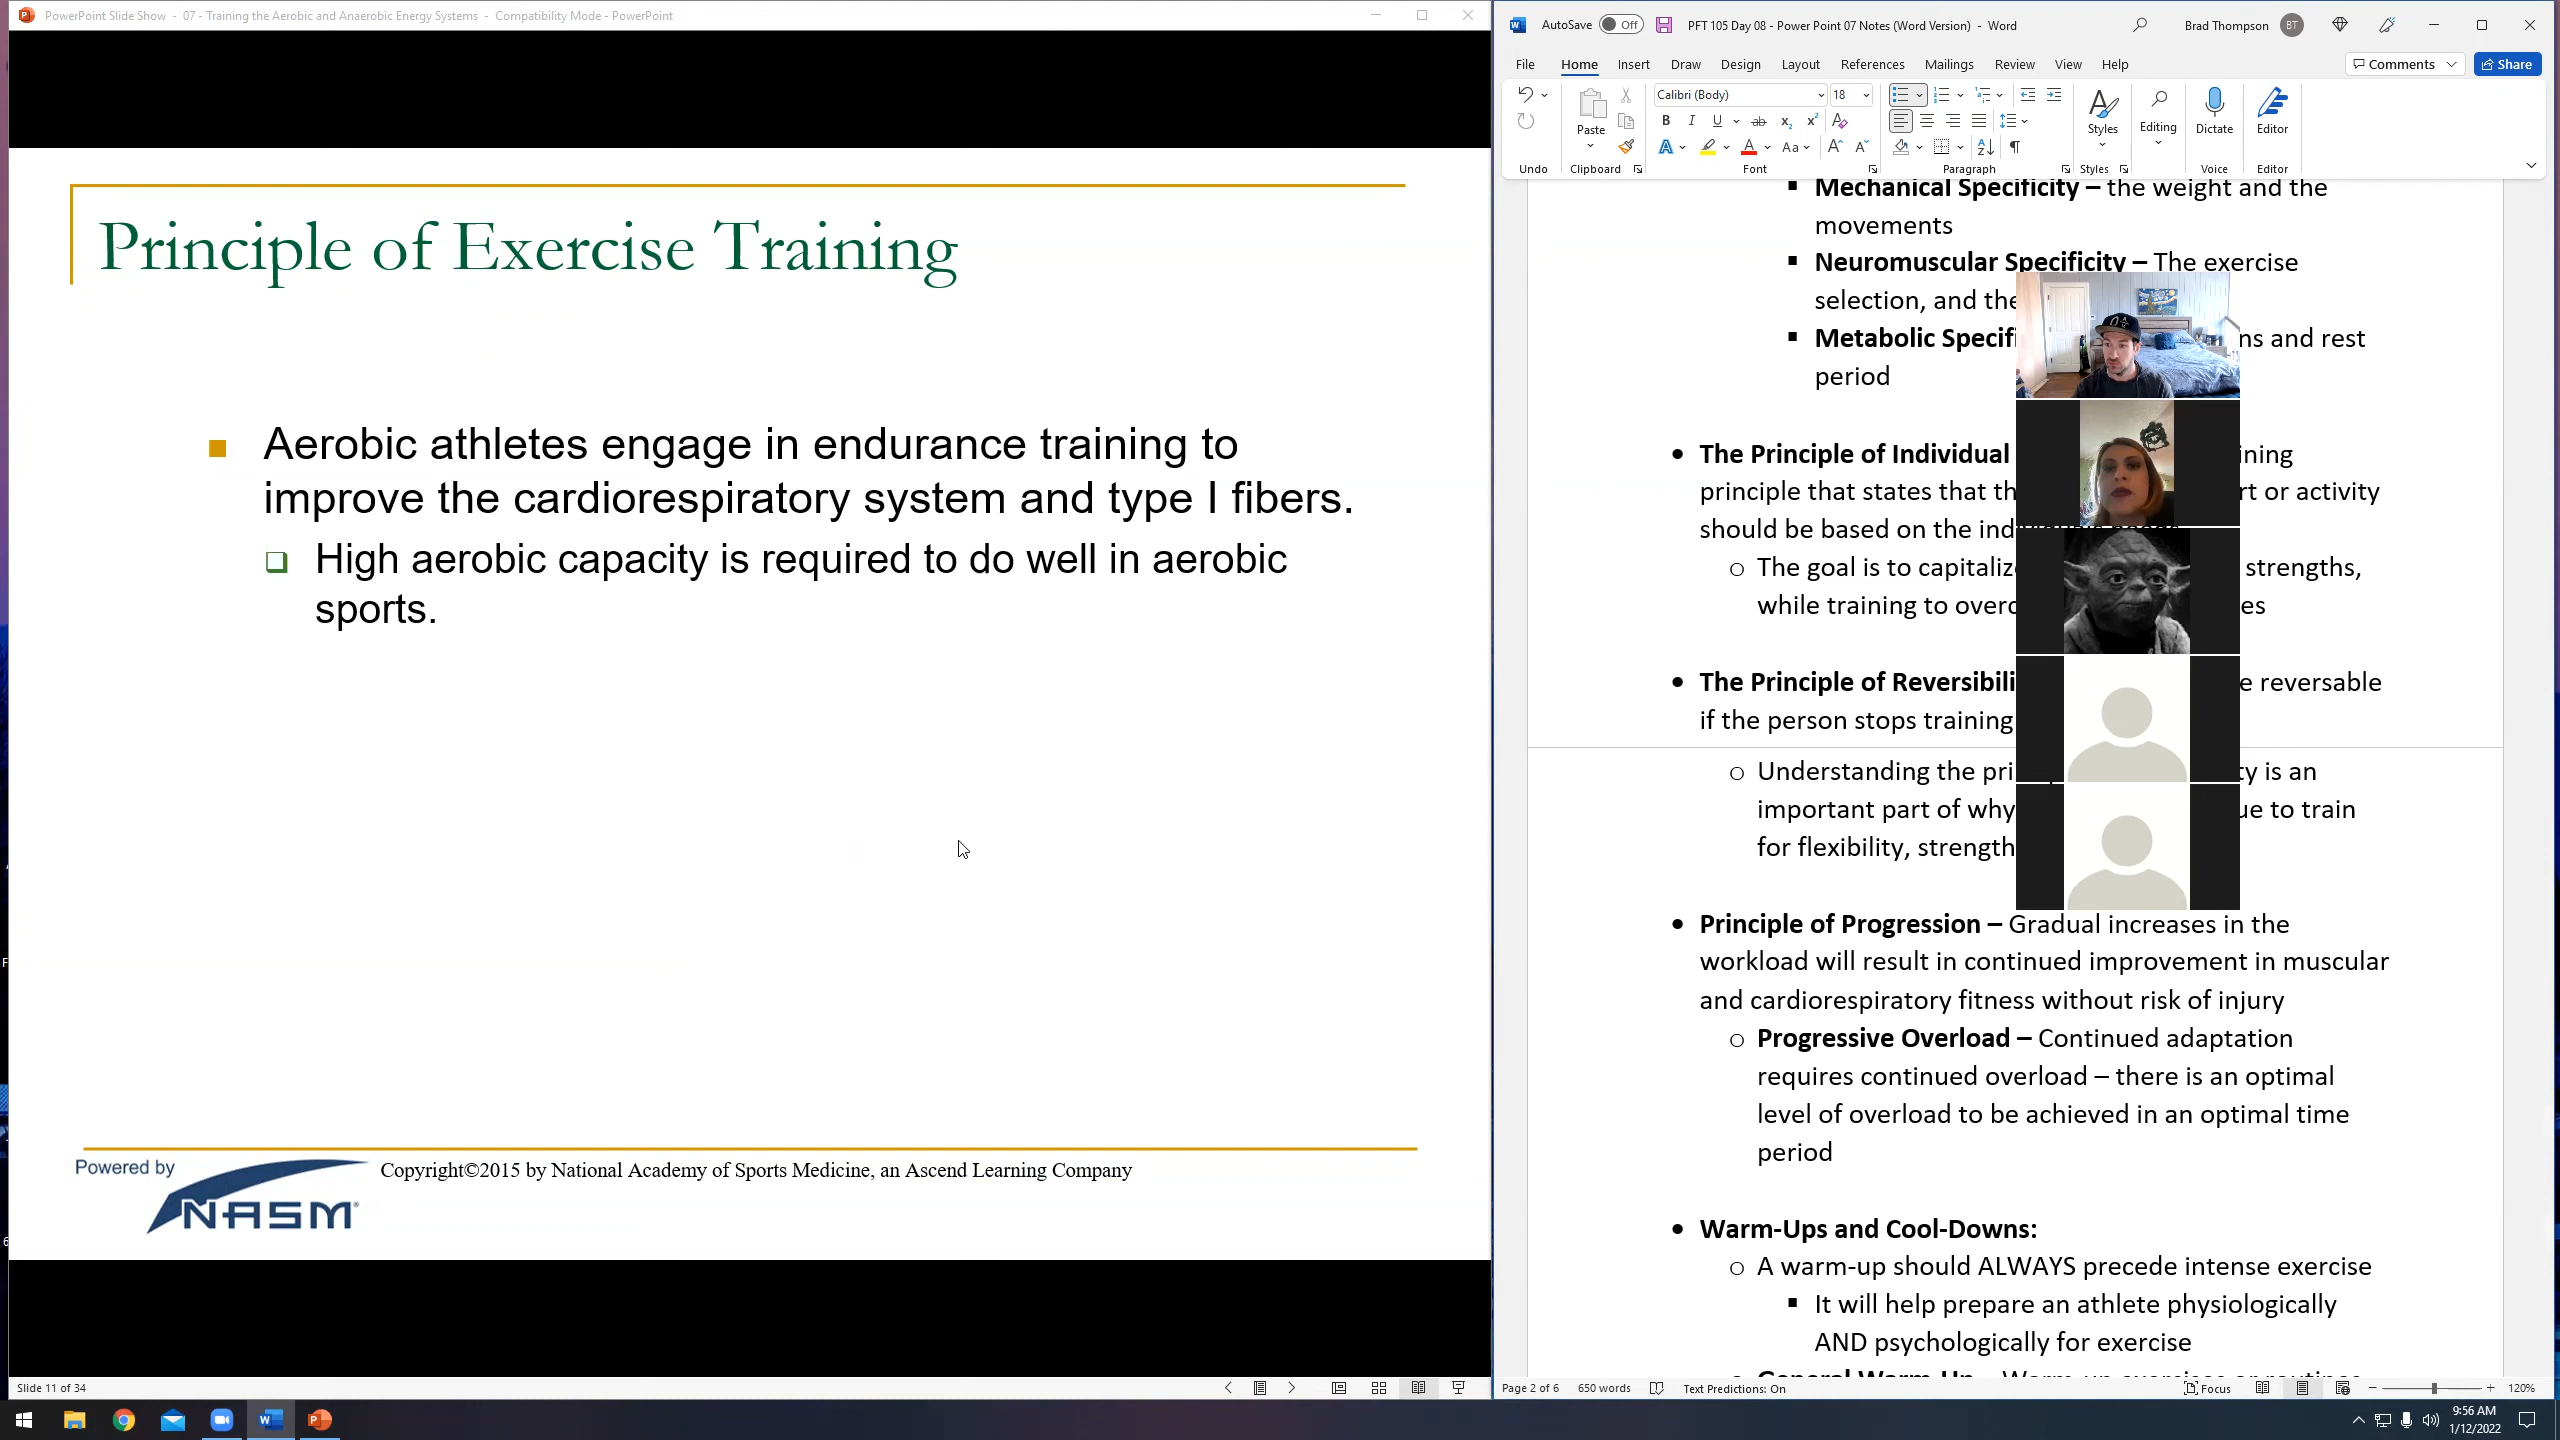 PowerPoint Slide Show - 07 - Training the Aerobic and Anaerobic Energy Systems - Compatibility Mode - PowerPoint
Principle of Exercise Training
Aerobic athletes engage in endurance training to
improve the cardiorespiratory system and type I fibers.
High aerobic capacity is required to do well in aerobic
sports.
Powered by
NASM®
Copyright©2015 by National Academy of Sports Medicine, an Ascend Learning Company
Slide 11 of 34
AutoSave Off PFT 105 Day 08 - Power Point 07 Notes (Word Version) - Word Brad Thompson BT
File Home Insert Draw Design Layout References Mailings Review View Help Comments Share
Calibri (Body) 18
Paste Styles Editing Dictate Editor
Undo Clipboard Font Paragraph Styles Voice Editor
Mechanical Specificity – the weight and the
movements
Neuromuscular Specificity – The exercise
selection, and the
Metabolic Specifi ns and rest
period
The Principle of Individual ining
principle that states that th rt or activity
should be based on the indi
The goal is to capitaliz strengths,
while training to overc es
The Principle of Reversibili e reversable
if the person stops training
Understanding the pri ty is an
important part of why ue to train
for flexibility, strength
Principle of Progression – Gradual increases in the
workload will result in continued improvement in muscular
and cardiorespiratory fitness without risk of injury
Progressive Overload – Continued adaptation
requires continued overload – there is an optimal
level of overload to be achieved in an optimal time
period
Warm-Ups and Cool-Downs:
A warm-up should ALWAYS precede intense exercise
It will help prepare an athlete physiologically
AND psychologically for exercise
Page 2 of 6 650 words Text Predictions: On Focus 120%
9:56 AM
1/12/2022